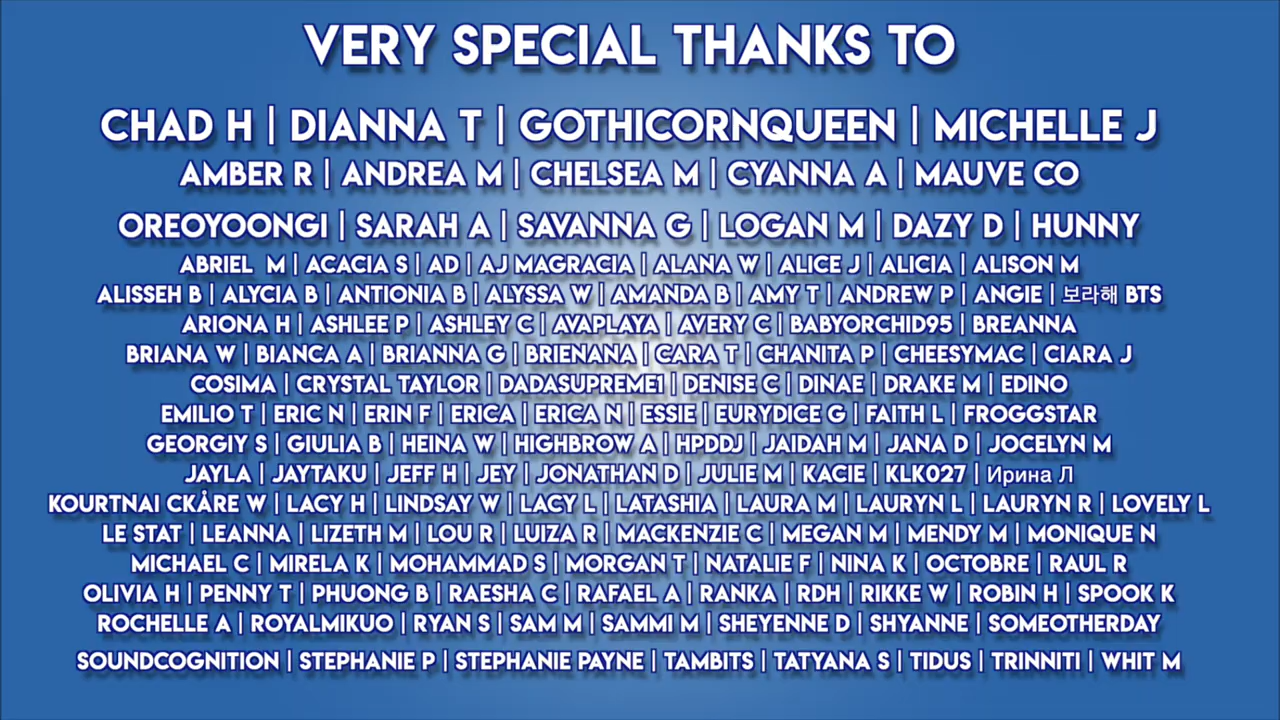 VERY SPECIAL THANKS TO
CHAD H | DIANNA T | GOTHICORNQUEEN | MICHELLE J
AMBER R | ANDREA M | CHELSEA M | CYANNA A | MAUVE CO
OREOYOONGI | SARAH A | SAVANNA G | LOGAN M | DAZY D | HUNNY
ABRIEL M | ACACIA S | AD | AJ MAGRACIA | ALANA W | ALICE J | ALICIA | ALISON M
ALISSEH B | ALYCIA B | ANTIONIA B | ALYSSA W | AMANDA B | AMY T | ANDREW P | ANGIE | 보라해 BTS
ARIONA H | ASHLEE P | ASHLEY C | AVAPLAYA | AVERY C | BABYORCHID95 | BREANNA
BRIANA W | BIANCA A | BRIANNA G | BRIENANA | CARA T | CHANITA P | CHEESYMAC | CIARA J
COSIMA | CRYSTAL TAYLOR | DADASUPREME1 | DENISE C | DINAE | DRAKE M | EDINO
EMILIO T | ERIC N | ERIN F | ERICA | ERICA N | ESSIE | EURYDICE G | FAITH L | FROGGSTAR
GEORGIY S | GIULIA B | HEINA W | HIGHBROW A | HPDDJ | JAIDAH M | JANA D | JOCELYN M
JAYLA | JAYTAKU | JEFF H | JEY | JONATHAN D | JULIE M | KACIE | KLK027 | Ирина Л
KOURTNAI CKÅRE W | LACY H | LINDSAY W | LACY L | LATASHIA | LAURA M | LAURYN L | LAURYN R | LOVELY L
LE STAT | LEANNA | LIZETH M | LOU R | LUIZA R | MACKENZIE C | MEGAN M | MENDY M | MONIQUE N
MICHAEL C | MIRELA K | MOHAMMAD S | MORGAN T | NATALIE F | NINA K | OCTOBRE | RAUL R
OLIVIA H | PENNY T | PHUONG B | RAESHA C | RAFAEL A | RANKA | RDH | RIKKE W | ROBIN H | SPOOK K
ROCHELLE A | ROYALMIKUO | RYAN S | SAM M | SAMMI M | SHEYENNE D | SHYANNE | SOMEOTHERDAY
SOUNDCOGNITION | STEPHANIE P | STEPHANIE PAYNE | TAMBITS | TATYANA S | TIDUS | TRINNITI | WHIT M